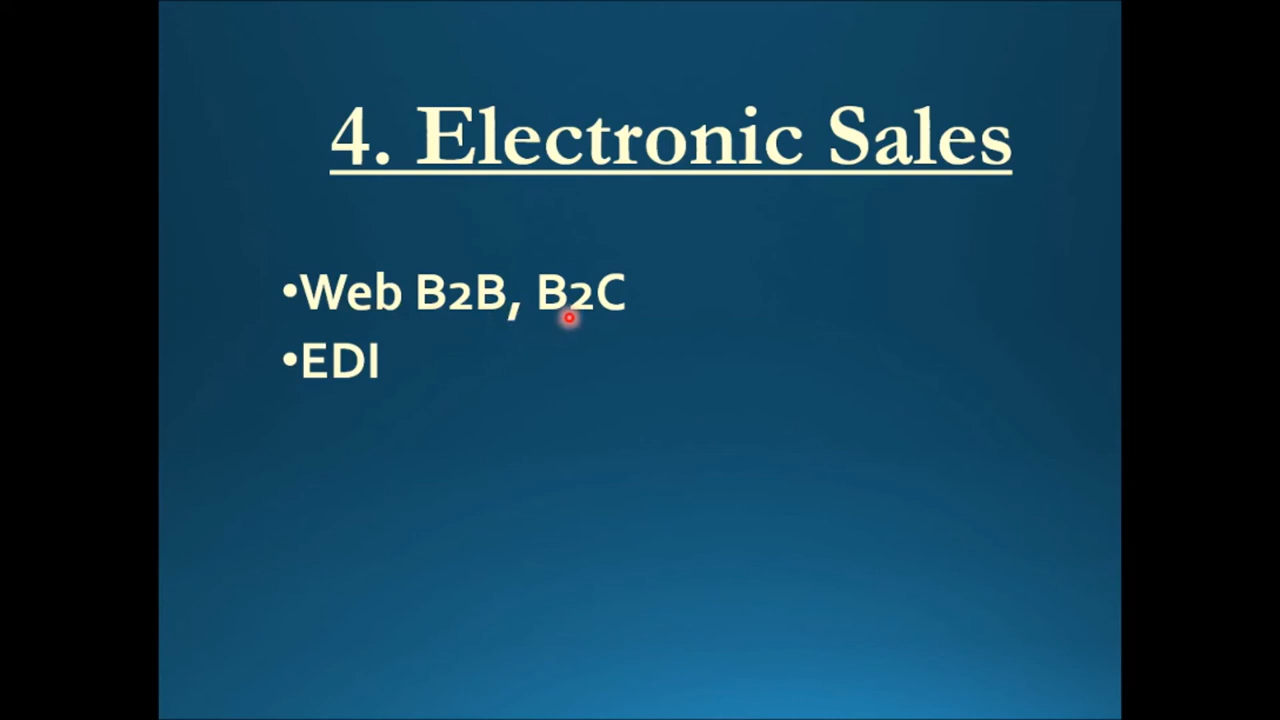 4. Electronic Sales
•Web B2B, B2C
•EDI